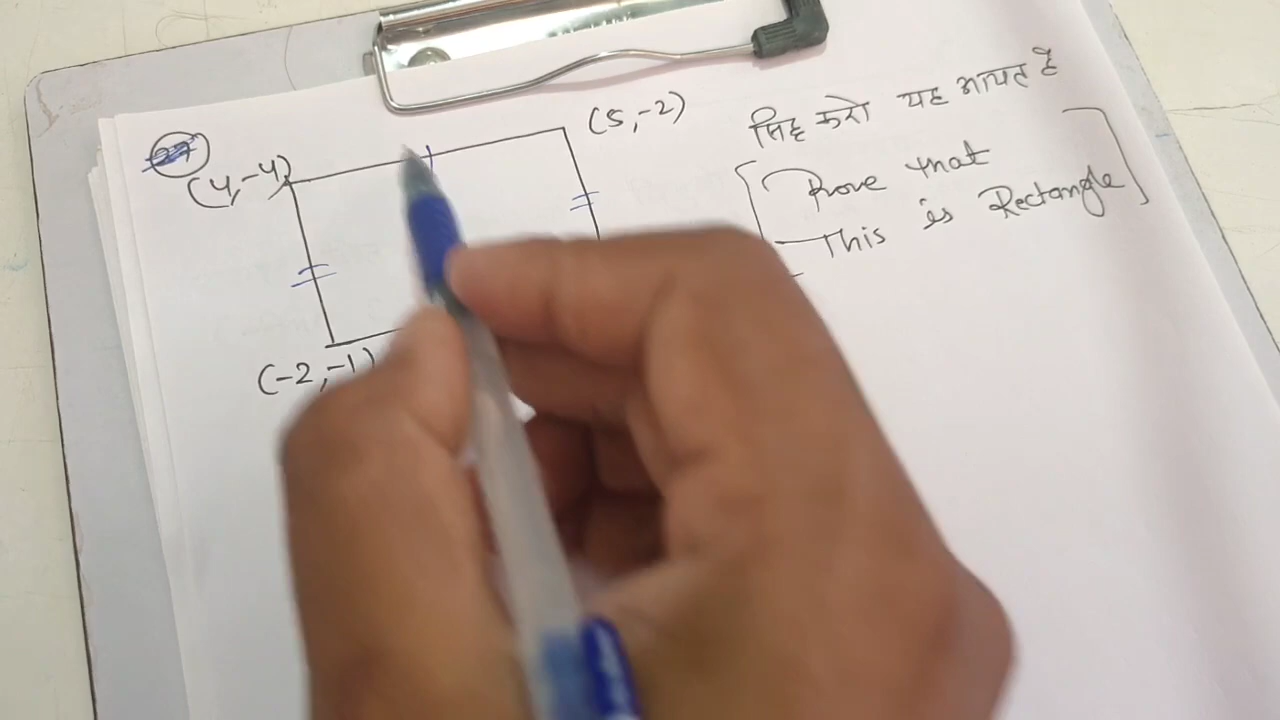 (4,-4)
(5,-2)
(-2,-1)
सिद्ध करो यह आयत है
Prove that
This is Rectangle